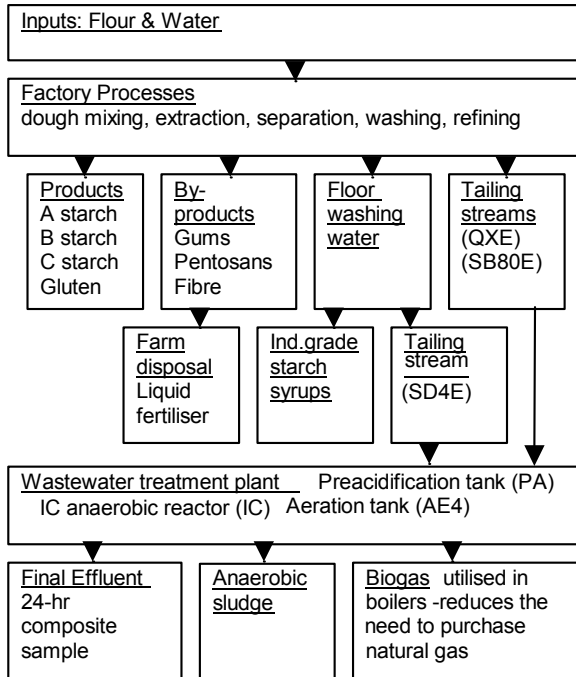 Inputs: Flour & Water
Factory Processes
dough mixing, extraction, separation, washing, refining
Products
A starch
B starch
C starch
Gluten
By-
products
Gums
Pentosans
Fibre
Floor
washing
water
Tailing
streams
(QXE)
(SB80E)
Farm
disposal
Liquid
fertiliser
Ind.grade
starch
syrups
Tailing
stream
(SD4E)
Wastewater treatment plant Preacidification tank (PA)
IC anaerobic reactor (IC) Aeration tank (AE4)
Final Effluent
24-hr
composite
sample
Anaerobic
sludge
Biogas utilised in
boilers -reduces the
need to purchase
natural gas